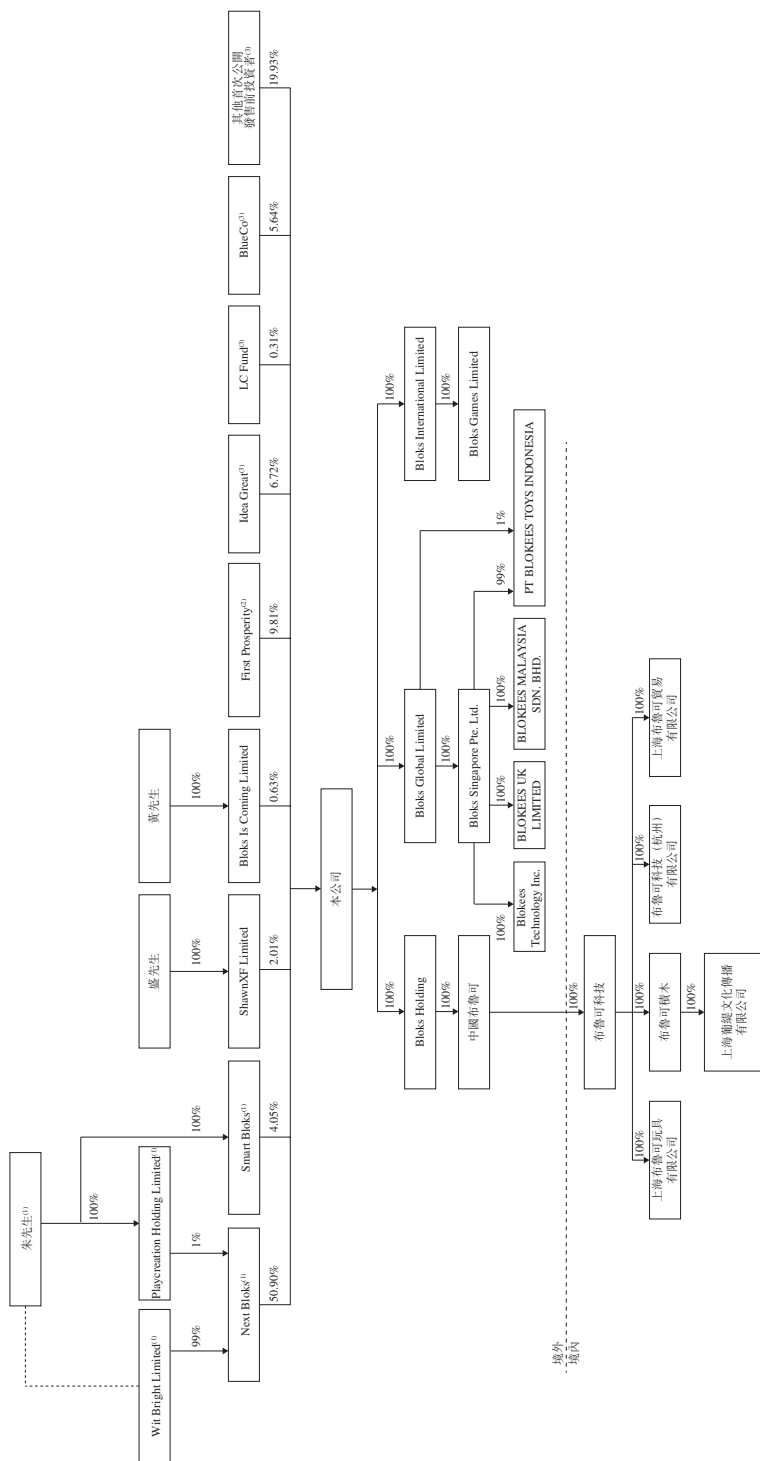 朱先生(1)
盛先生
黃先生
100%
100%
100%
100%
Wit Bright Limited(1)
Playcreation Holding Limited(1)
99%
1%
Next Bloks(1)
Smart Bloks(1)
ShawnXF Limited
Bloks Is Coming Limited
First Prosperity(2)
Idea Great(3)
LC Fund(3)
BlueCo(3)
其他首次公開
發售前投資者(3)
50.90%
4.05%
2.01%
0.63%
9.81%
6.72%
0.31%
5.64%
19.93%
本公司
100%
100%
100%
Bloks Holding
Bloks Global Limited
Bloks International Limited
100%
100%
100%
中國布魯可
Bloks Singapore Pte. Ltd.
Bloks Games Limited
100%
100%
100%
99%
1%
Blokees
Technology Inc.
BLOKEES UK
LIMITED
BLOKEES MALAYSIA
SDN. BHD.
PT BLOKEES TOYS INDONESIA
境外
境內
100%
布魯可科技
100%
100%
100%
100%
上海布魯可玩具
有限公司
布魯可積木
布魯可科技（杭州）
有限公司
上海布魯可貿易
有限公司
100%
上海葡緹文化傳播
有限公司